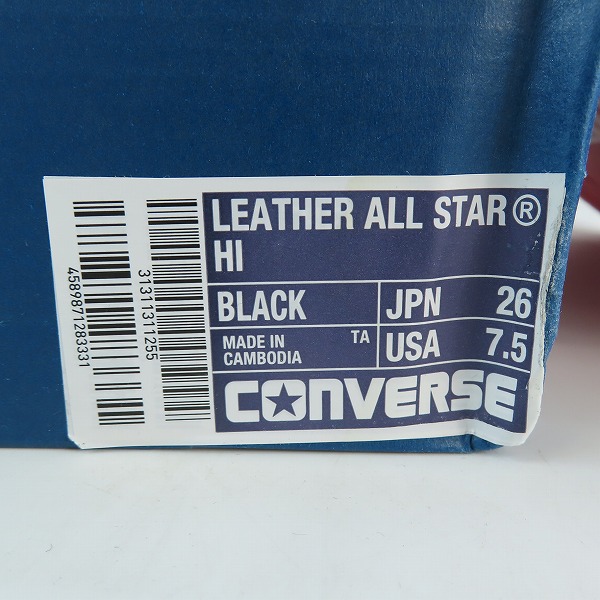 LEATHER ALL STAR®
HI
BLACK
JPN 26
MADE IN
CAMBODIA
TA
USA 7.5
CONVERSE
31311311255
4589871283331